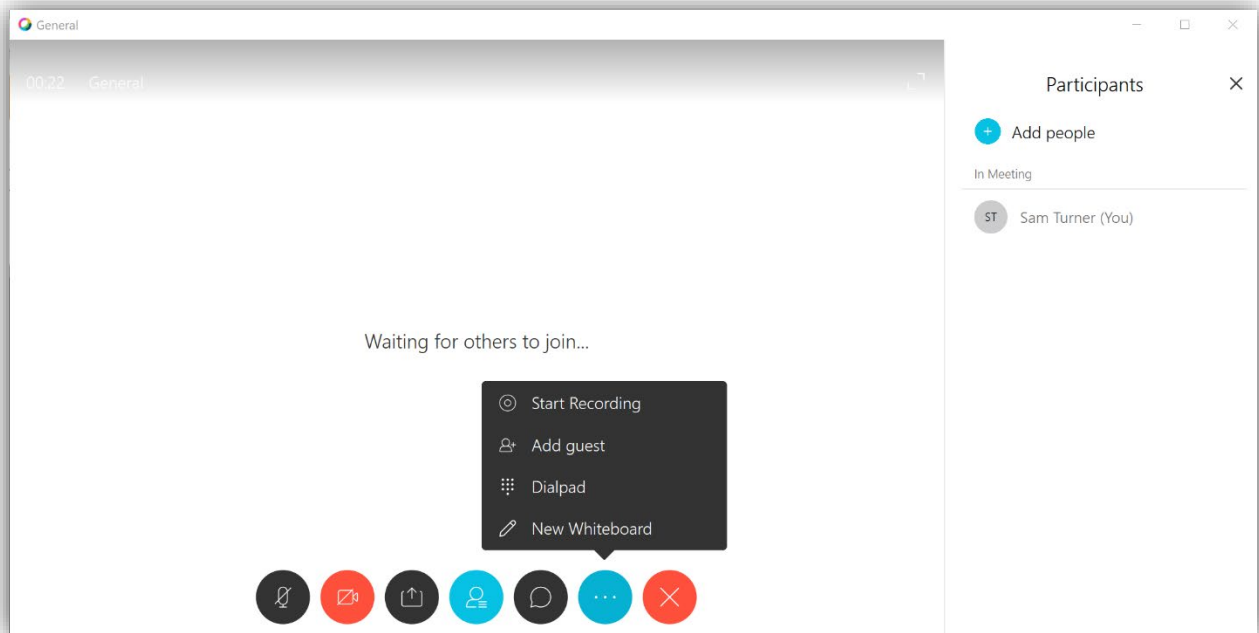 General
00:22 General
Waiting for others to join...
Start Recording
Add guest
Dialpad
New Whiteboard
Participants
Add people
In Meeting
ST Sam Turner (You)